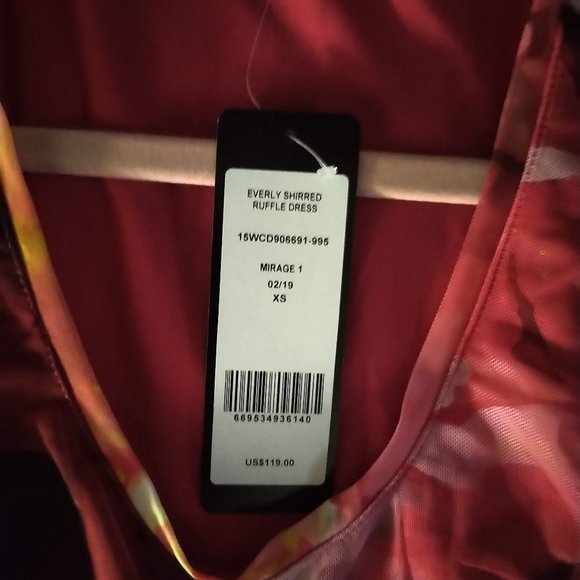 EVERLY SHIRRED
RUFFLE DRESS
15WCD906691-995
MIRAGE 1
02/19
XS
669534936140
US$119.00